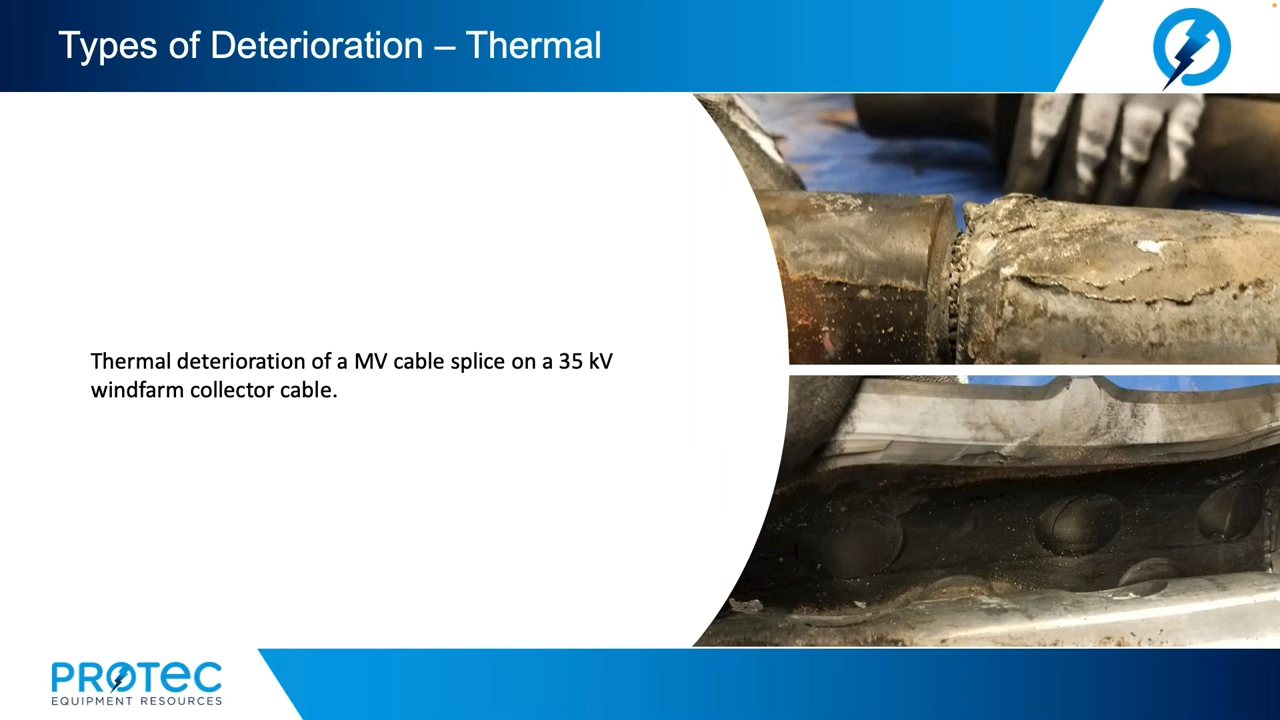 Types of Deterioration – Thermal
Thermal deterioration of a MV cable splice on a 35 kV
windfarm collector cable.
PROTEC
EQUIPMENT RESOURCES